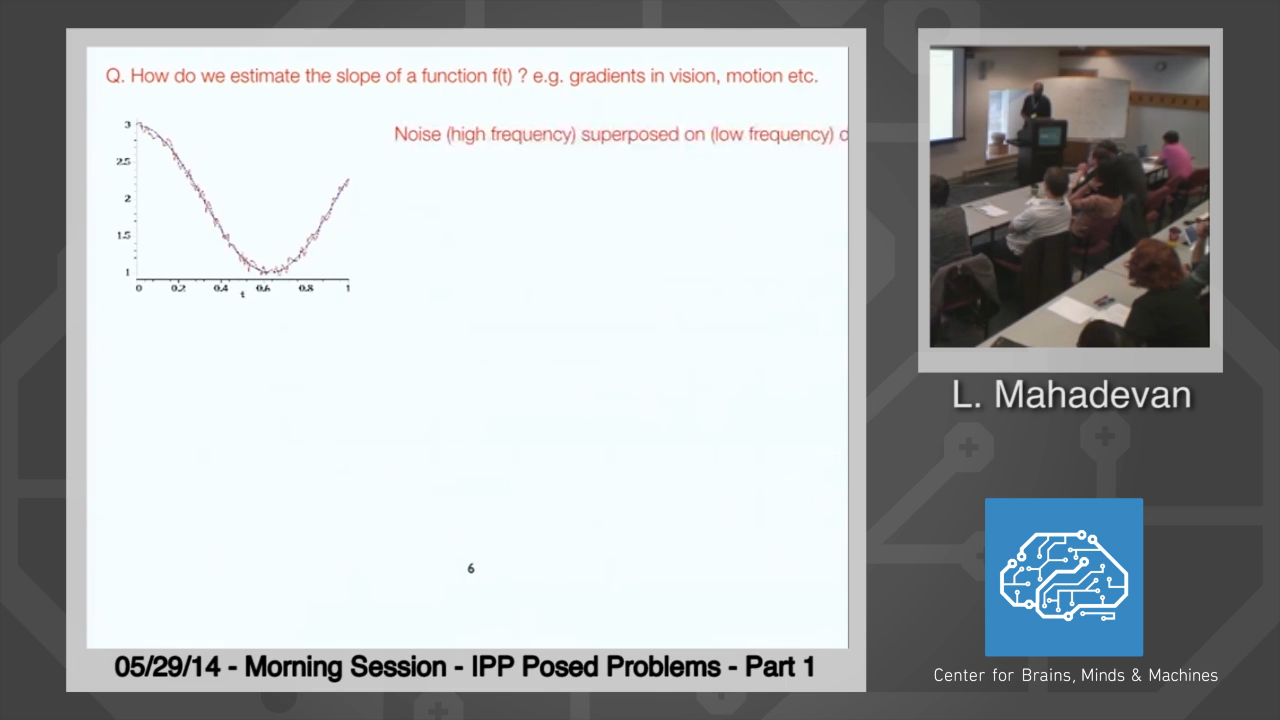 Q. How do we estimate the slope of a function f(t) ? e.g. gradients in vision, motion etc.
Noise (high frequency) superposed on (low frequency)
3
2.5
2
1.5
1
0 0.2 0.4 0.6 0.8 1
t
6
05/29/14 - Morning Session - IPP Posed Problems - Part 1
L. Mahadevan
Center for Brains, Minds & Machines